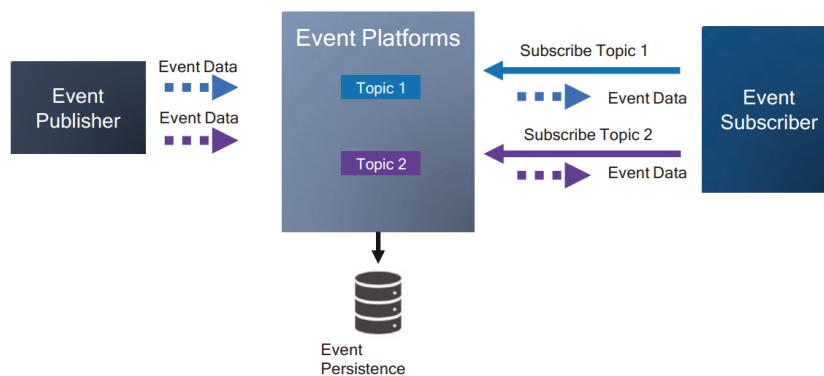 Event Platforms
Event
Publisher
Event Data
Event Data
Topic 1
Topic 2
Subscribe Topic 1
Event Data
Subscribe Topic 2
Event Data
Event
Subscriber
Event
Persistence